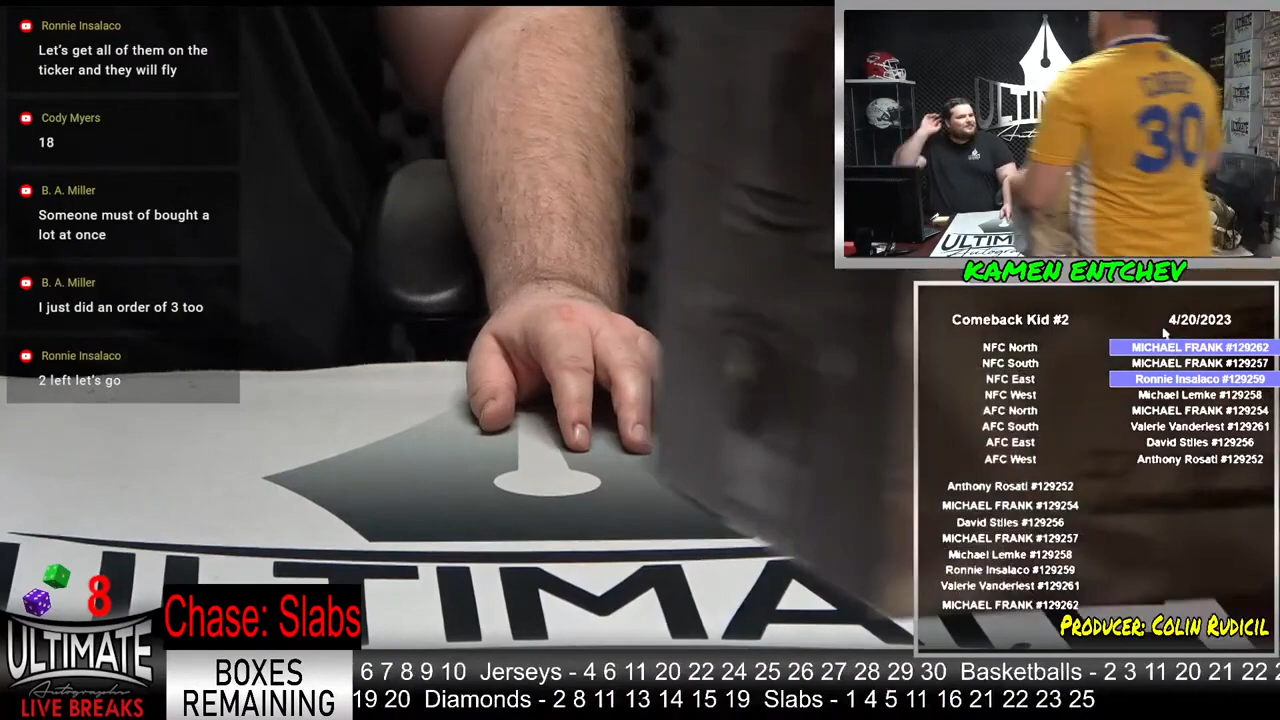 Ronnie Insalaco
Let's get all of them on the
ticker and they will fly
Cody Myers
18
B. A. Miller
Someone must of bought a
lot at once
B. A. Miller
I just did an order of 3 too
Ronnie Insalaco
2 left let's go
30
ULTIM
KAMEN ENTCHEV
Comeback Kid #2 4/20/2023
NFC North MICHAEL FRANK #129262
NFC South MICHAEL FRANK #129257
NFC East Ronnie Insalaco #129259
NFC West Michael Lemke #129258
AFC North MICHAEL FRANK #129254
AFC South Valerie Vanderlest #129261
AFC East David Stiles #129256
AFC West Anthony Rosati #129252
Anthony Rosati #129252
MICHAEL FRANK #129254
David Stiles #129256
MICHAEL FRANK #129257
Michael Lemke #129258
Ronnie Insalaco #129259
Valerie Vanderlest #129261
MICHAEL FRANK #129262
PRODUCER: COLIN RUDICIL
ULTIMA
8
Chase: Slabs
ULTIMATE
Autographs
LIVE BREAKS
BOXES
REMAINING
6 7 8 9 10 Jerseys - 4 6 11 20 22 24 25 26 27 28 29 30 Basketballs - 2 3 11 20 21 22 2
19 20 Diamonds - 2 8 11 13 14 15 19 Slabs - 1 4 5 11 16 21 22 23 25